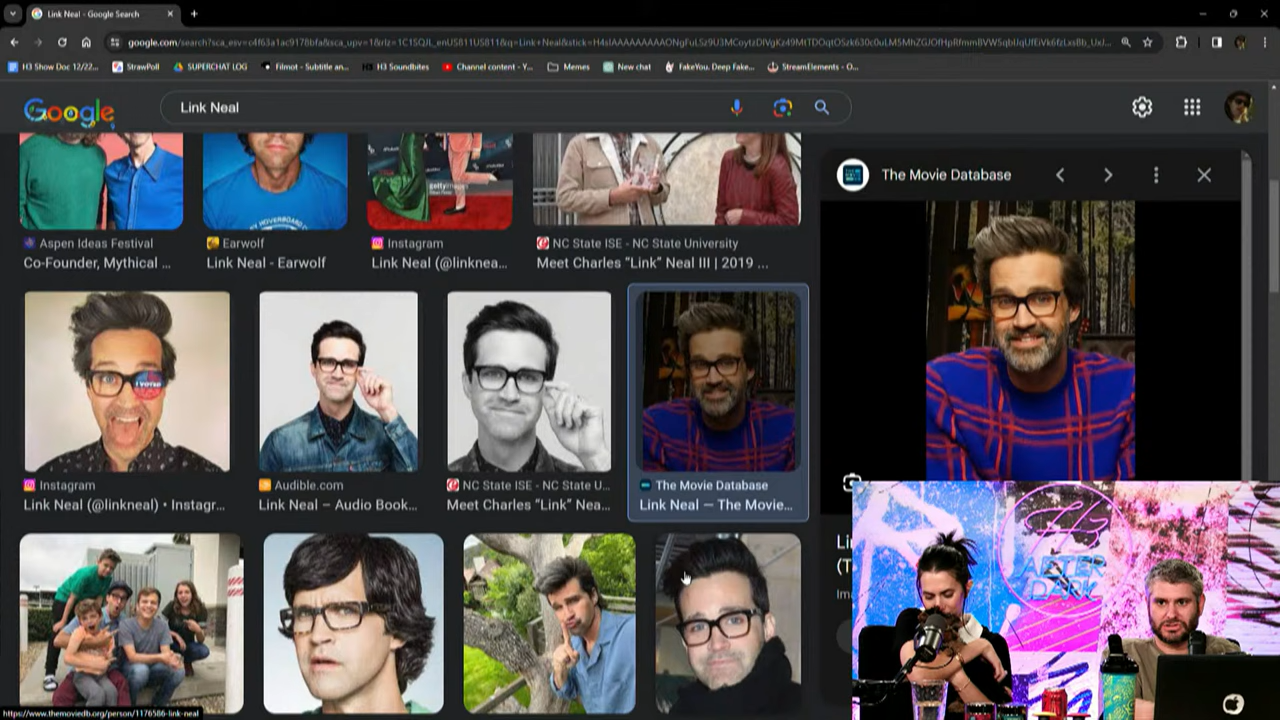 Link Neal - Google Search
H3 Show Doc 12/22...
StrawPoll
SUPERCHAT LOG
Filmot - Subtitle an...
H3 Soundbites
Channel content - Y...
Memes
New chat
FakeYou. Deep Fake...
StreamElements - O...
Google
Link Neal
The Movie Database
gettyimages
Aspen Ideas Festival
Co-Founder, Mythical ...
Earwolf
Link Neal - Earwolf
Instagram
Link Neal (@linknea...
NC State ISE - NC State University
Meet Charles “Link” Neal III | 2019 ...
Instagram
Link Neal (@linkneal) • Instagr...
Audible.com
Link Neal – Audio Book...
NC State ISE - NC State U...
Meet Charles “Link” Nea...
The Movie Database
Link Neal — The Movie...
AFTER
DARK
https://www.themoviedb.org/person/1176586-link-neal